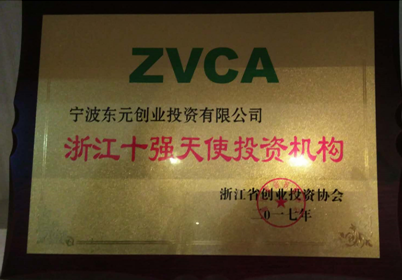 ZVCA
宁波东元创业投资有限公司
浙江十强天使投资机构
浙江省创业投资协会
二〇一七年